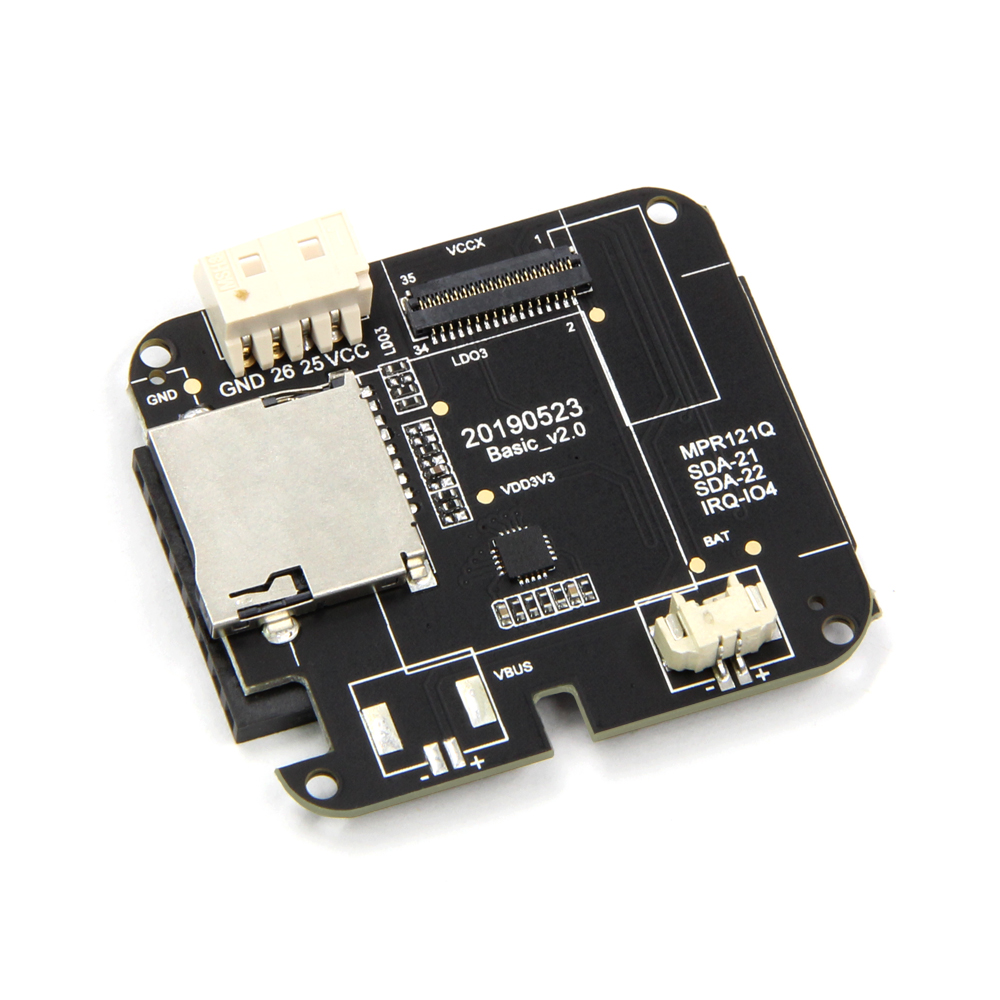 VCCX
1
35
34
2
LDO3
LDO3
GND 26 25 VCC
GND
20190523
Basic_v2.0
VDD3V3
MPR121Q
SDA-21
SDA-22
IRQ-IO4
BAT
- +
VBUS
- +